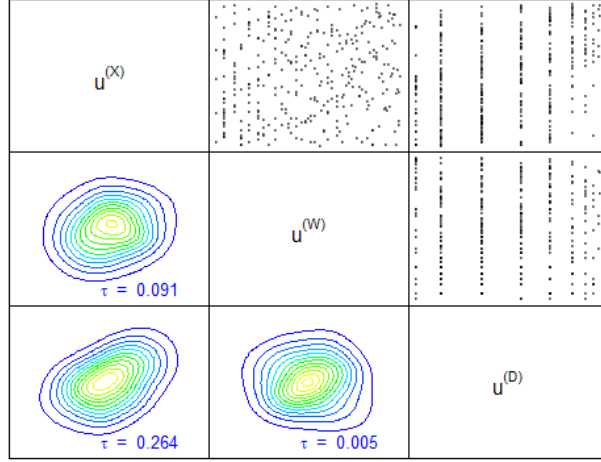 u(X)
u(W)
τ = 0.091
u(D)
τ = 0.264
τ = 0.005